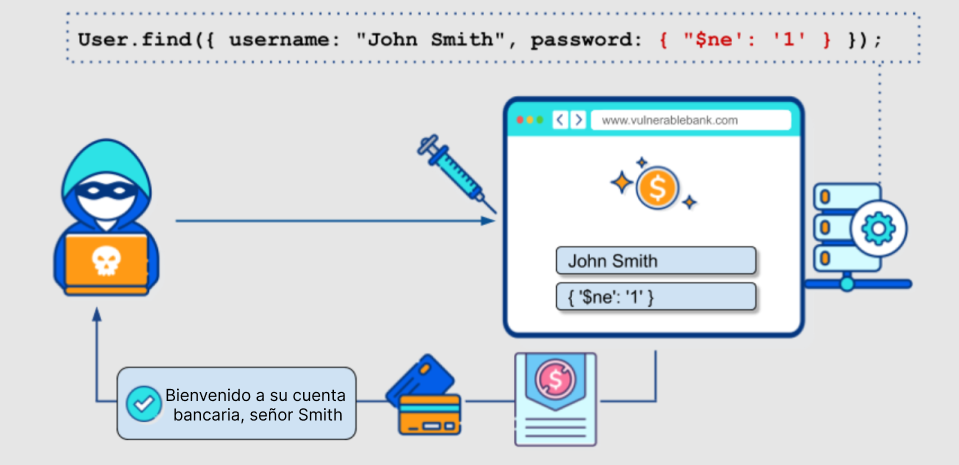 User.find({ username: "John Smith", password: { "$ne': '1' } });
www.vulnerablebank.com
$
John Smith
{ '$ne': '1' }
$
Bienvenido a su cuenta
bancaria, señor Smith